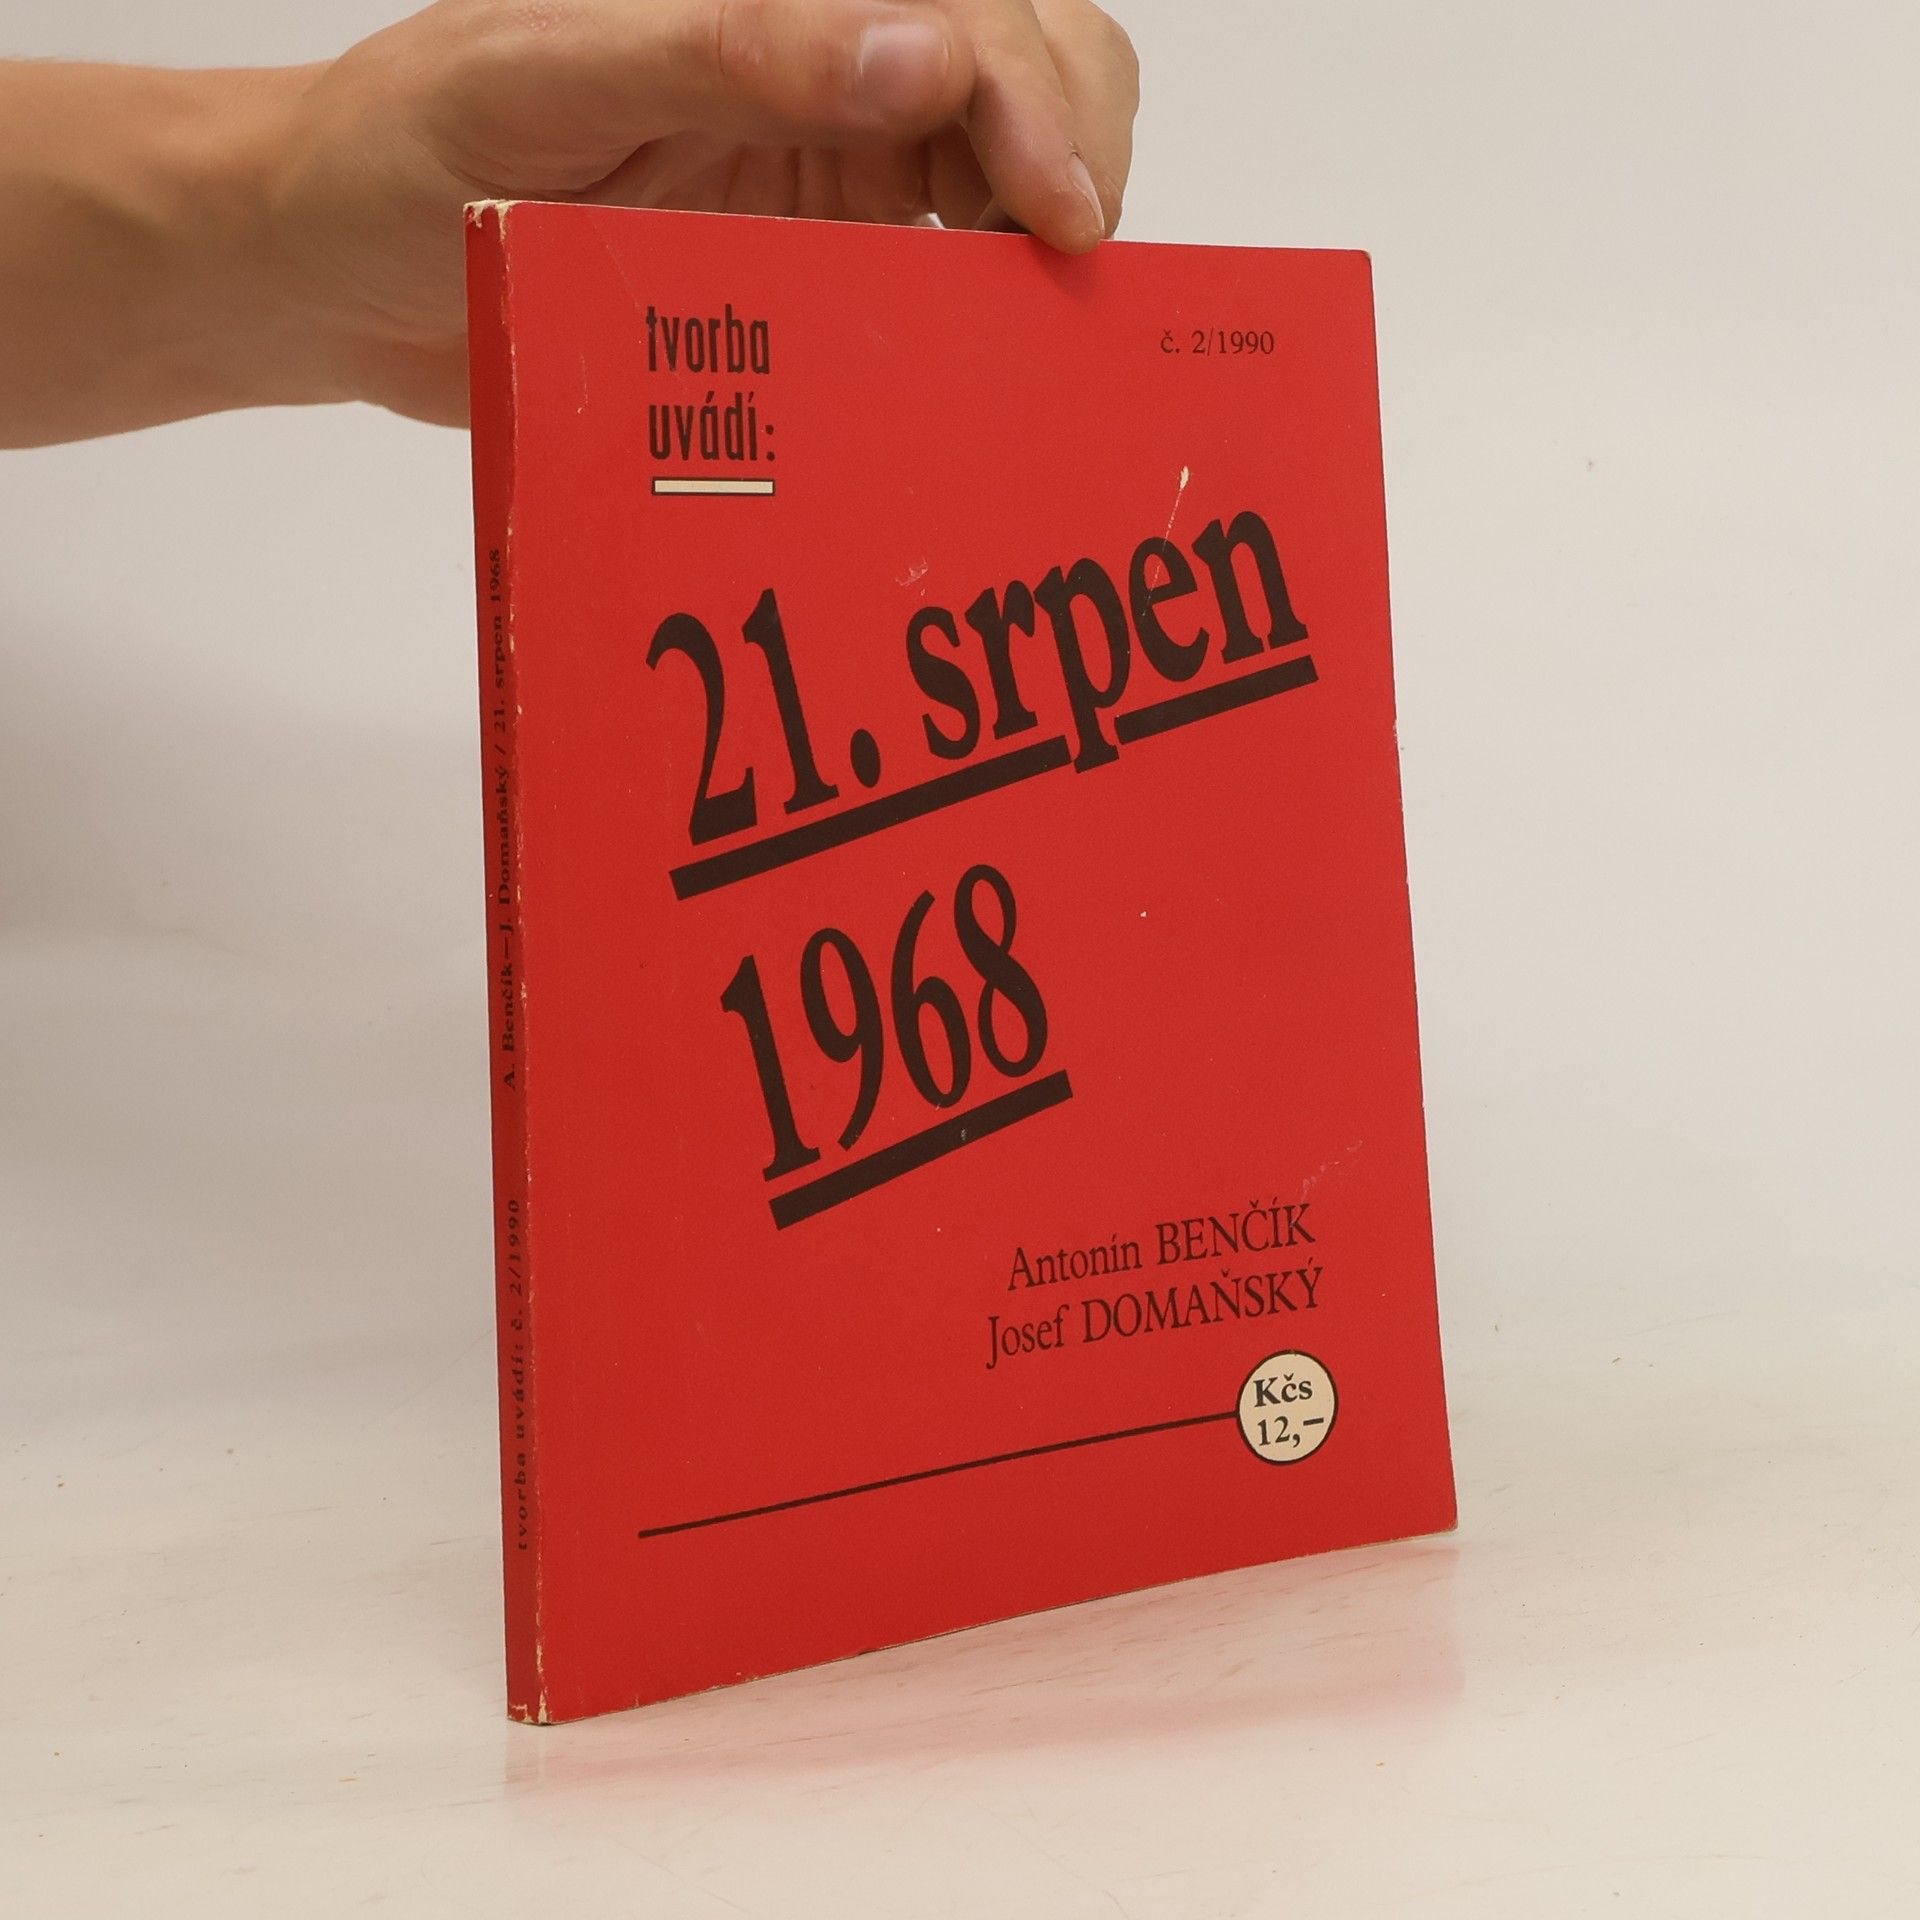 tvorba
uvádí:
č. 2/1990
21. srpen
1968
Antonín BENČÍK
Josef DOMAŇSKÝ
Kčs
12,–
tvorba uvádí: č. 2/1990 A. Benčík—J. Domaňský / 21. srpen 1968